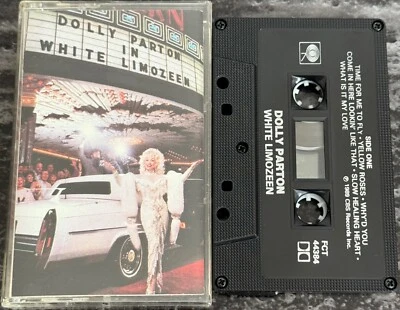 DOLLY PARTON
IN
WHITE LIMOZEEN
DOLLY PARTON
WHITE LIMOZEEN
SIDE ONE
TIME FOR ME TO FLY • YELLOW ROSES • WHY'D YOU
COME IN HERE LOOKIN' LIKE THAT • SLOW HEALING HEART •
WHAT IS IT MY LOVE
© 1989 CBS Records Inc.
FCT
44384